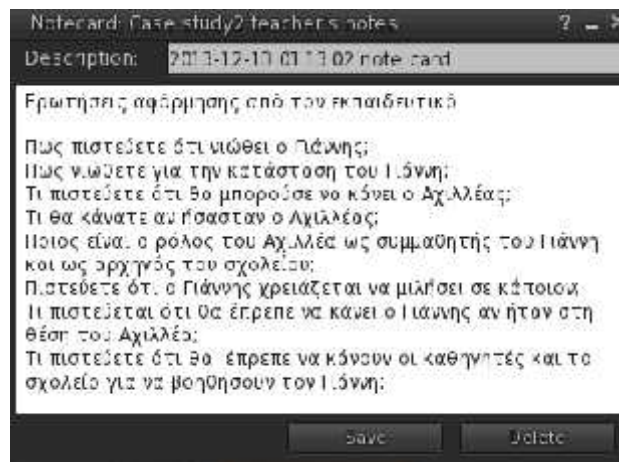 Notecard: Case study2 teacher's notes ? _ X
Description: 2013-12-13 01:13:02 note card
Ερωτήσεις αφόρμησης από τον εκπαιδευτικό
Πως πιστεύετε ότι νιώθει ο Γιάννης;
Πως νιώθετε για την κατάσταση του Γιάννη;
Τι πιστεύετε ότι θα μπορούσε να κάνει ο Αχιλλέας;
Τι θα κάνατε αν ήσασταν ο Αχιλλέας;
Ποιος είναι ο ρόλος του Αχιλλέα ως συμμαθητής του Γιάννη
και ως αρχηγός του σχολείου;
Πιστεύετε ότι ο Γιάννης χρειάζεται να μιλήσει σε κάποιον;
Τι πιστεύεται ότι θα έπρεπε να κάνει ο Γιάννης αν ήταν στη
θέση του Αχιλλέα;
Τι πιστεύετε ότι θα έπρεπε να κάνουν οι καθηγητές και το
σχολείο για να βοηθήσουν τον Γιάννη;
Save Delete